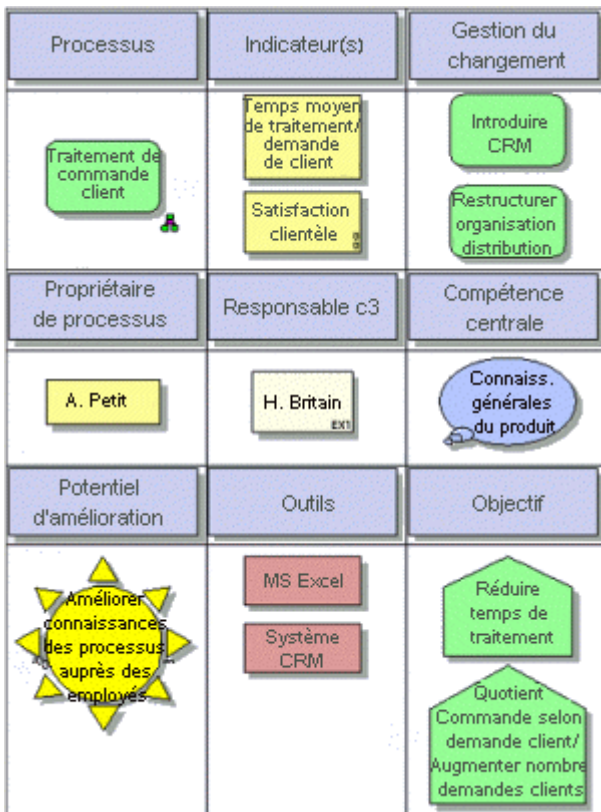 Processus
Indicateur(s)
Gestion du
changement
Traitement de
commande
client
Temps moyen
de traitement/
demande
de client
Satisfaction
clientèle
Introduire
CRM
Restructurer
organisation
distribution
Propriétaire
de processus
Responsable c3
Compétence
centrale
A. Petit
H. Britain
EX1
Connaiss.
générales
du produit
Potentiel
d'amélioration
Outils
Objectif
Améliorer
connaissances
des processus
auprès des
employés
MS Excel
Système
CRM
Réduire
temps de
traitement
Quotient
Commande selon
demande client/
Augmenter nombre
demandes clients